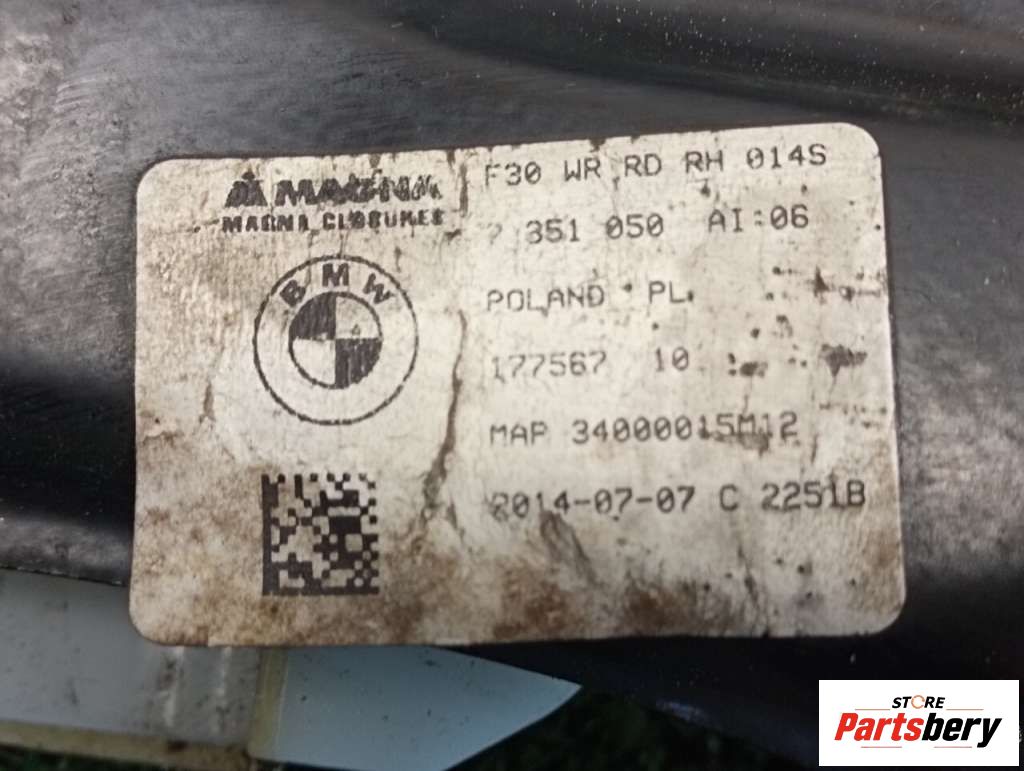 MAGNA
MAGNA CLOSURES
BMW
F30 WR RD RH 014S
7 351 050 AI:06
POLAND PL
177567 10
MAP 34000015M12
2014-07-07 C 2251B
STORE
Partsbery